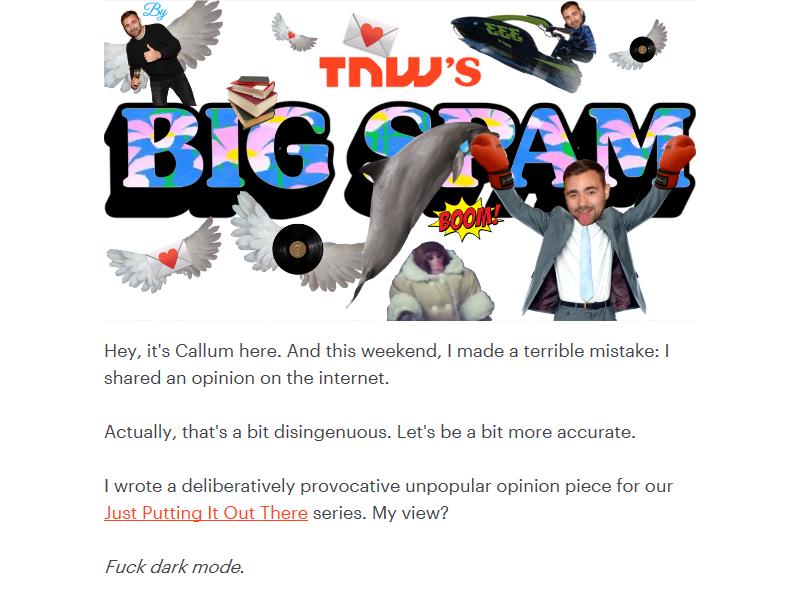 By
TNW's
BIG SPAM
BOOM!
Hey, it's Callum here. And this weekend, I made a terrible mistake: I
shared an opinion on the internet.
Actually, that's a bit disingenuous. Let's be a bit more accurate.
I wrote a deliberatively provocative unpopular opinion piece for our
Just Putting It Out There series. My view?
Fuck dark mode.